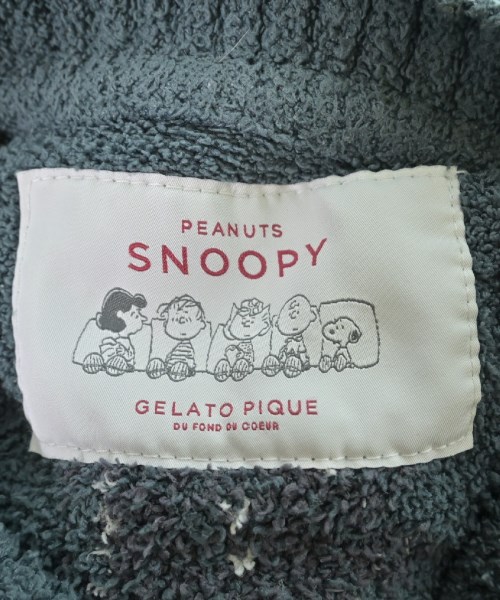 PEANUTS
SNOOPY
GELATO PIQUE
DU FOND DU COEUR